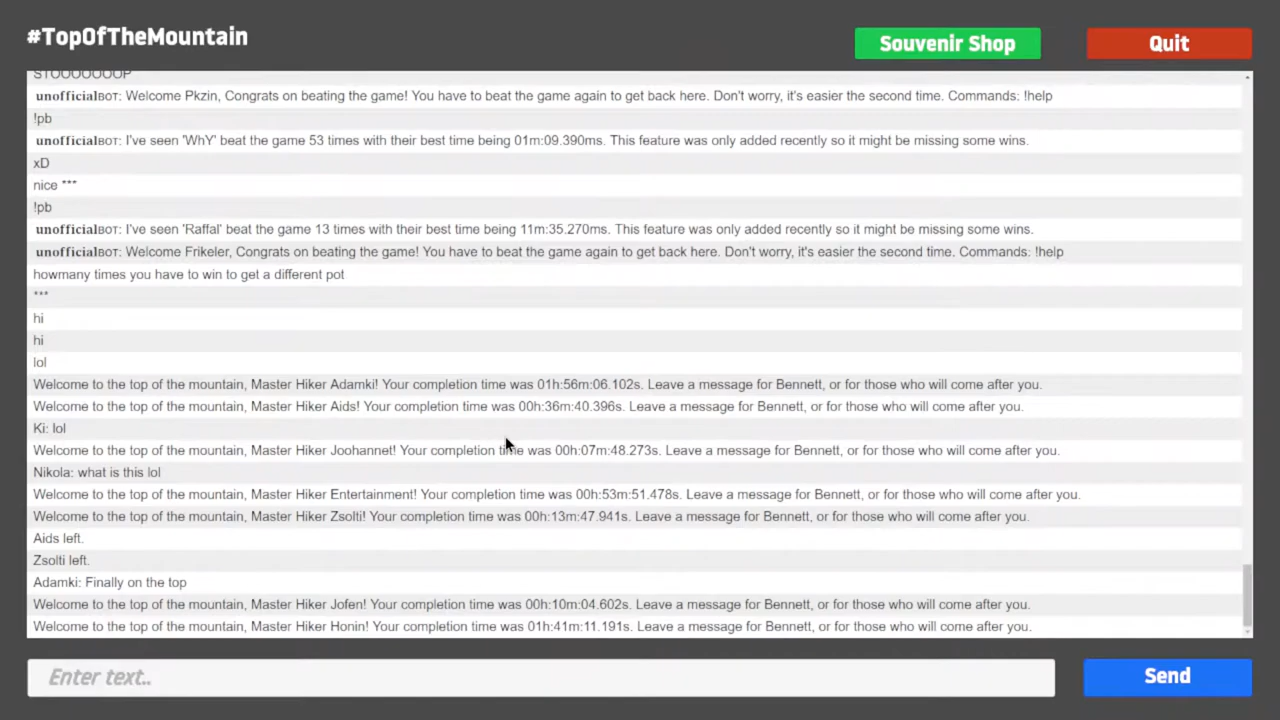 #TopOfTheMountain
Souvenir Shop
Quit
STOOOOOOOP
unofficialBOT: Welcome Pkzin, Congrats on beating the game! You have to beat the game again to get back here. Don't worry, it's easier the second time. Commands: !help
!pb
unofficialBOT: I've seen 'WhY' beat the game 53 times with their best time being 01m:09.390ms. This feature was only added recently so it might be missing some wins.
xD
nice ***
!pb
unofficialBOT: I've seen 'Raffal' beat the game 13 times with their best time being 11m:35.270ms. This feature was only added recently so it might be missing some wins.
unofficialBOT: Welcome Frikeler, Congrats on beating the game! You have to beat the game again to get back here. Don't worry, it's easier the second time. Commands: !help
howmany times you have to win to get a different pot
***
hi
hi
lol
Welcome to the top of the mountain, Master Hiker Adamki! Your completion time was 01h:56m:06.102s. Leave a message for Bennett, or for those who will come after you.
Welcome to the top of the mountain, Master Hiker Aids! Your completion time was 00h:36m:40.396s. Leave a message for Bennett, or for those who will come after you.
Ki: lol
Welcome to the top of the mountain, Master Hiker Joohannet! Your completion time was 00h:07m:48.273s. Leave a message for Bennett, or for those who will come after you.
Nikola: what is this lol
Welcome to the top of the mountain, Master Hiker Entertainment! Your completion time was 00h:53m:51.478s. Leave a message for Bennett, or for those who will come after you.
Welcome to the top of the mountain, Master Hiker Zsolti! Your completion time was 00h:13m:47.941s. Leave a message for Bennett, or for those who will come after you.
Aids left.
Zsolti left.
Adamki: Finally on the top
Welcome to the top of the mountain, Master Hiker Jofen! Your completion time was 00h:10m:04.602s. Leave a message for Bennett, or for those who will come after you.
Welcome to the top of the mountain, Master Hiker Honin! Your completion time was 01h:41m:11.191s. Leave a message for Bennett, or for those who will come after you.
Enter text..
Send